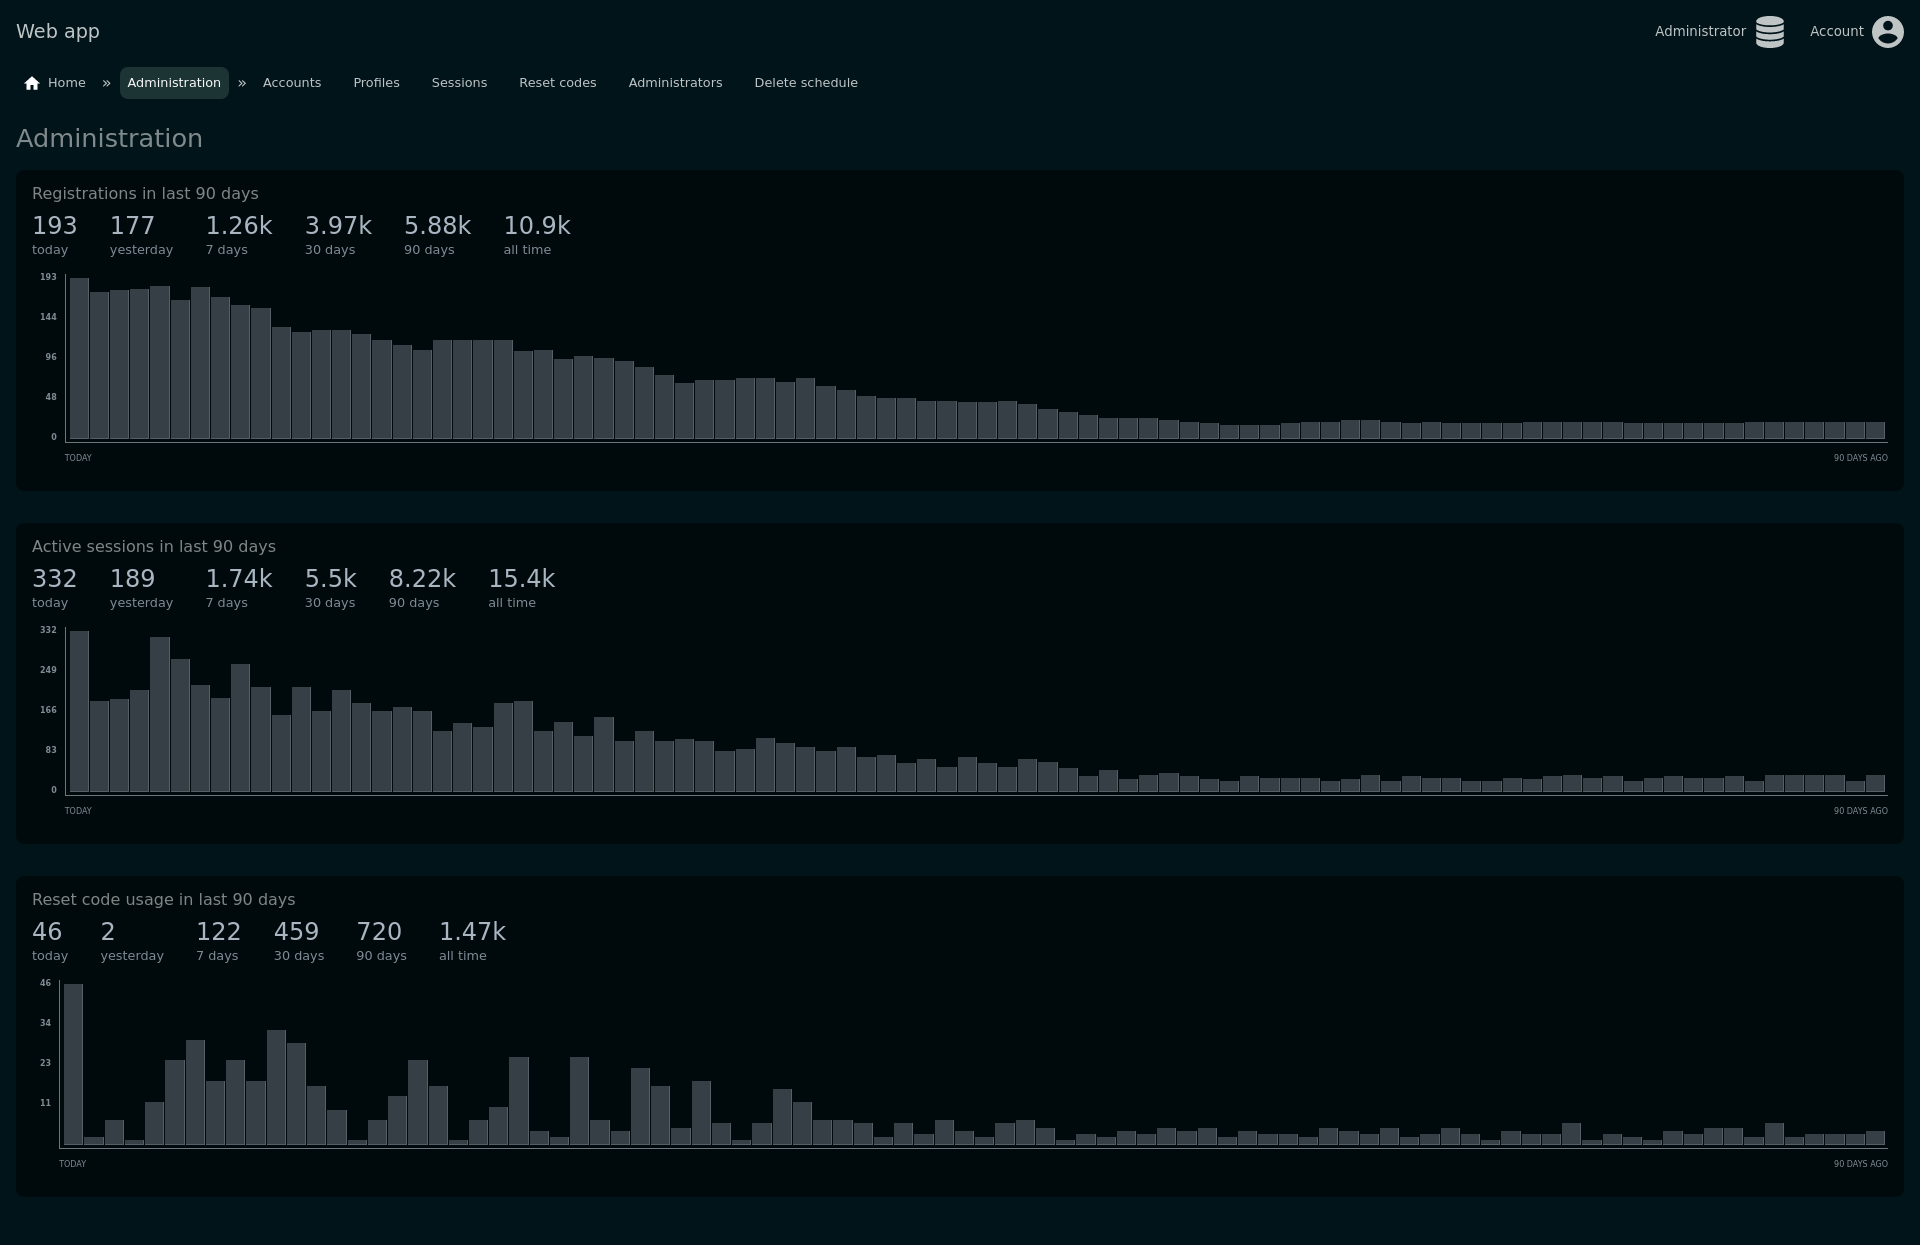 Web app
Administrator
Account
Home » Administration » Accounts Profiles Sessions Reset codes Administrators Delete schedule
Administration
Registrations in last 90 days
193 177 1.26k 3.97k 5.88k 10.9k
today yesterday 7 days 30 days 90 days all time
193
144
96
48
0
TODAY 90 DAYS AGO
Active sessions in last 90 days
332 189 1.74k 5.5k 8.22k 15.4k
today yesterday 7 days 30 days 90 days all time
332
249
166
83
0
TODAY 90 DAYS AGO
Reset code usage in last 90 days
46 2 122 459 720 1.47k
today yesterday 7 days 30 days 90 days all time
46
34
23
11
TODAY 90 DAYS AGO